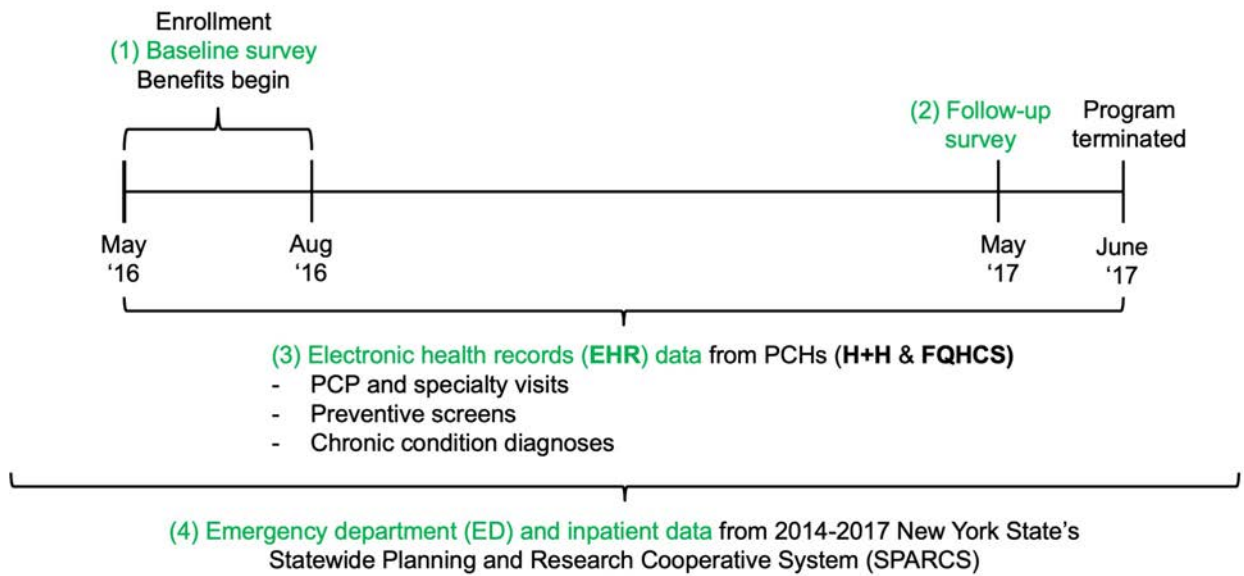 Enrollment
(1) Baseline survey
Benefits begin
(2) Follow-up
survey
Program
terminated
May
‘16
Aug
‘16
May
‘17
June
‘17
(3) Electronic health records (EHR) data from PCHs (H+H & FQHCS)
- PCP and specialty visits
- Preventive screens
- Chronic condition diagnoses
(4) Emergency department (ED) and inpatient data from 2014-2017 New York State’s
Statewide Planning and Research Cooperative System (SPARCS)